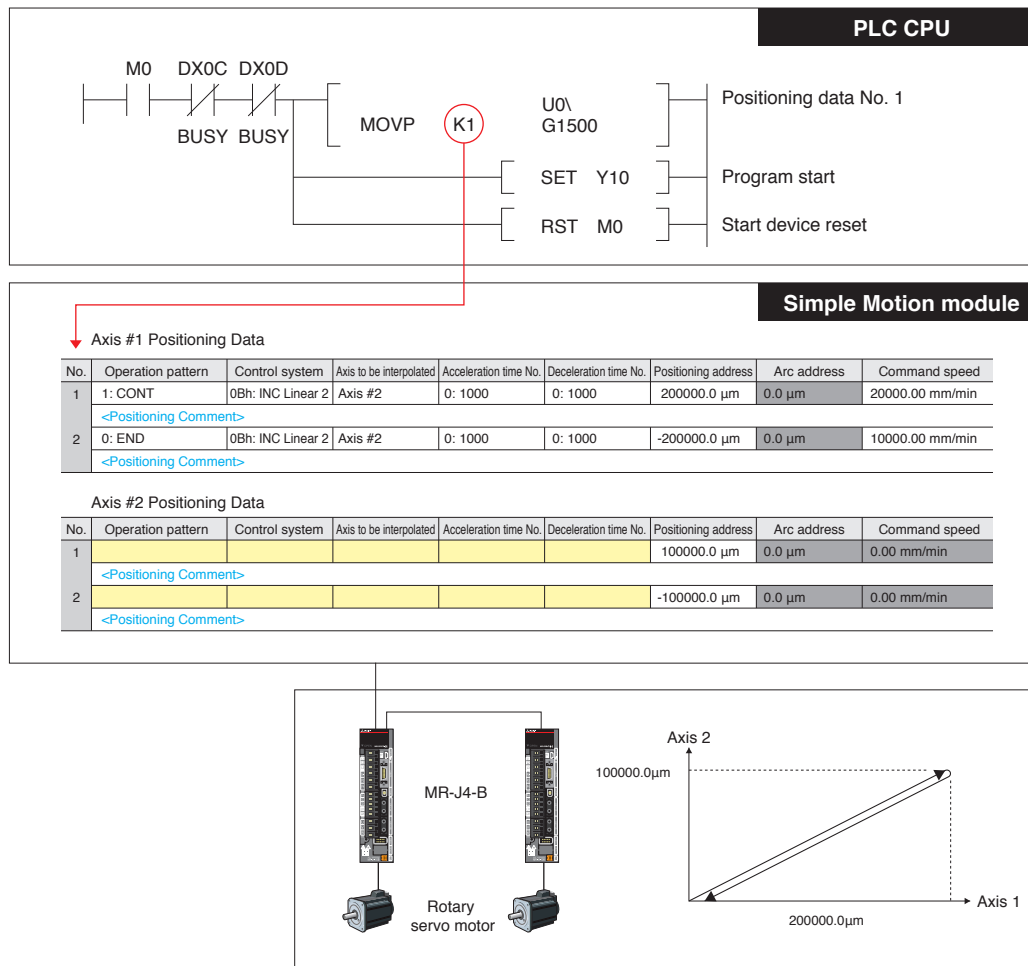 PLC CPU
M0 DX0C DX0D
BUSY BUSY
MOVP K1 U0\
G1500
Positioning data No. 1
SET Y10 Program start
RST M0 Start device reset
Simple Motion module
Axis #1 Positioning Data
No. Operation pattern Control system Axis to be interpolated Acceleration time No. Deceleration time No. Positioning address Arc address Command speed
1 1: CONT 0Bh: INC Linear 2 Axis #2 0: 1000 0: 1000 200000.0 µm 0.0 µm 20000.00 mm/min
<Positioning Comment>
2 0: END 0Bh: INC Linear 2 Axis #2 0: 1000 0: 1000 -200000.0 µm 0.0 µm 10000.00 mm/min
<Positioning Comment>
Axis #2 Positioning Data
No. Operation pattern Control system Axis to be interpolated Acceleration time No. Deceleration time No. Positioning address Arc address Command speed
1 100000.0 µm 0.0 µm 0.00 mm/min
<Positioning Comment>
2 -100000.0 µm 0.0 µm 0.00 mm/min
<Positioning Comment>
MR-J4-B
Rotary
servo motor
Axis 2
100000.0µm
Axis 1
200000.0µm